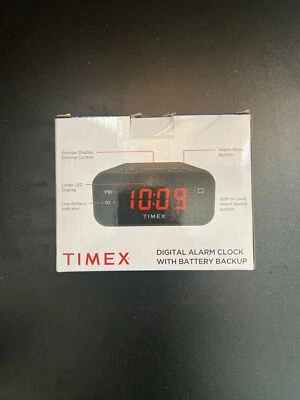 Snooze/Display
Dimmer Control
Alarm Reset
Button
Large LED
Display
PM
10:09
Low Battery
Indicator
TIMEX
Soft or Loud
Alarm Sound
Switch
TIMEX
DIGITAL ALARM CLOCK
WITH BATTERY BACKUP